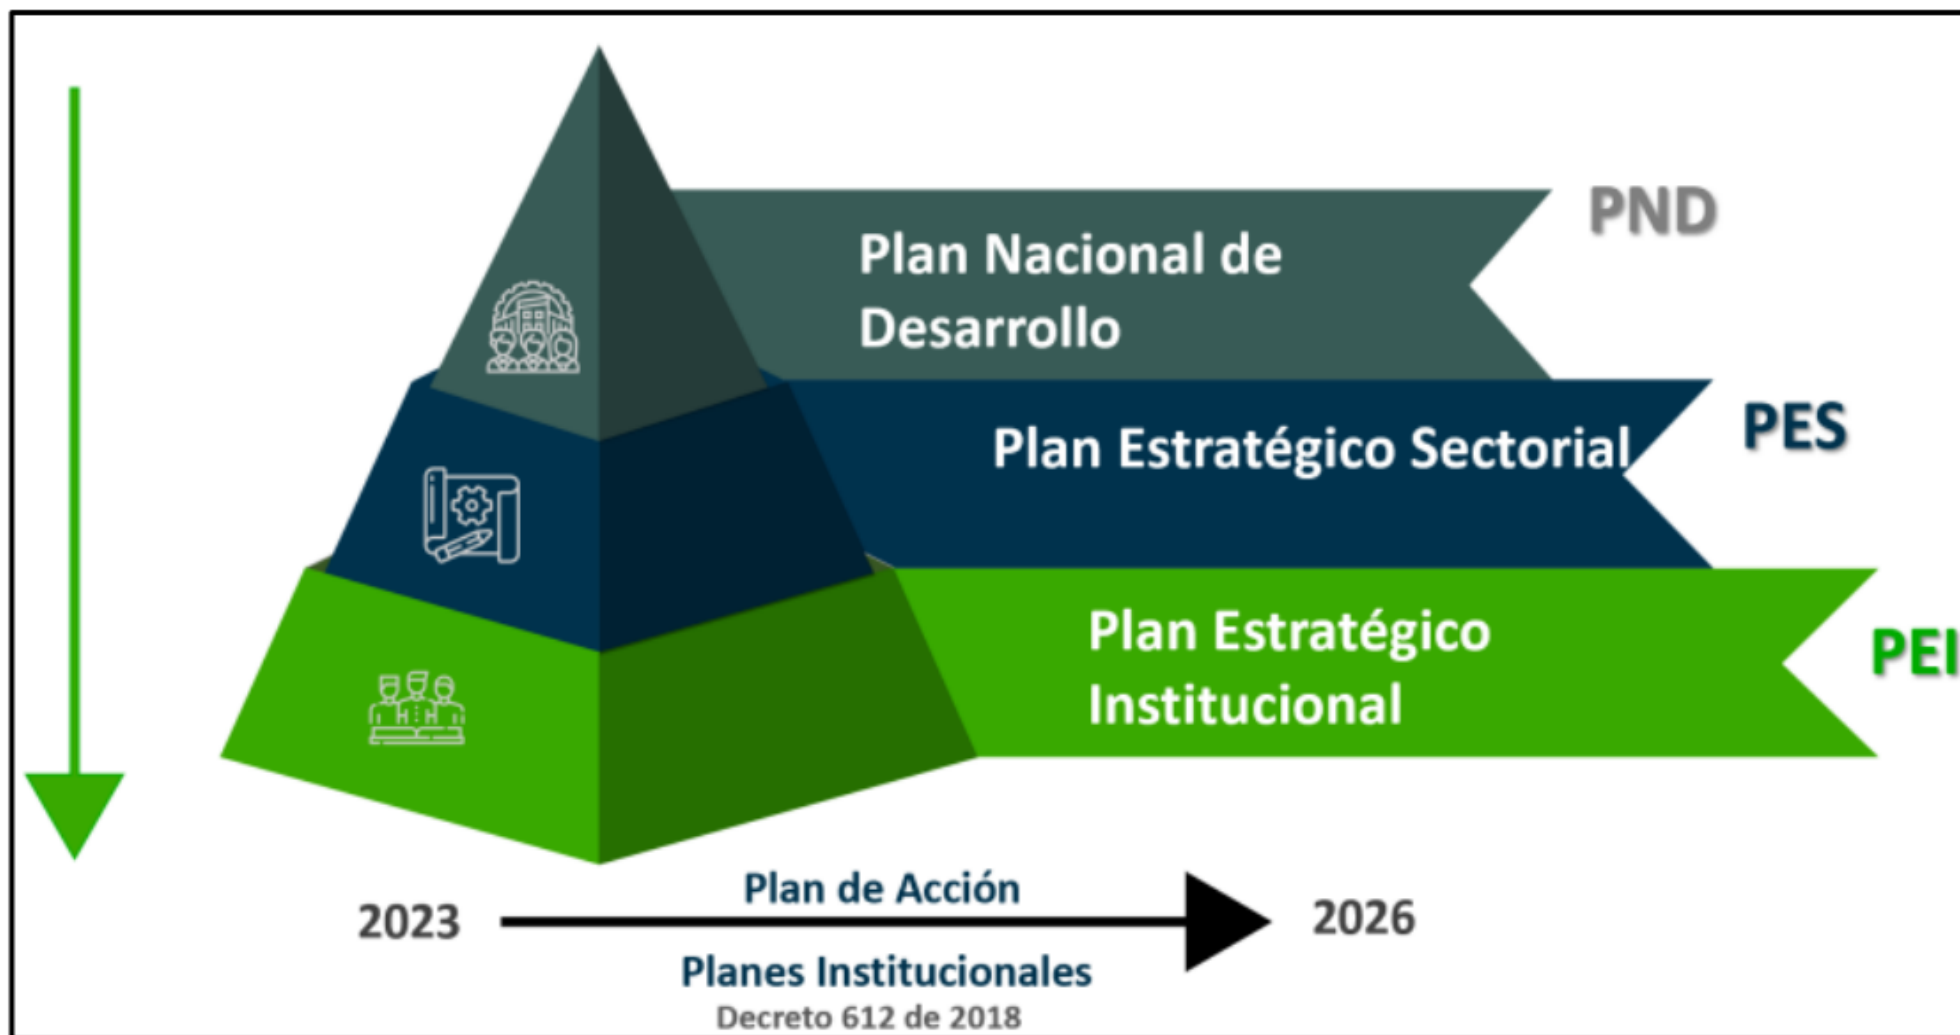 PND
Plan Nacional de
Desarrollo
PES
Plan Estratégico Sectorial
Plan Estratégico
Institucional
PEI
Plan de Acción
2023
2026
Planes Institucionales
Decreto 612 de 2018